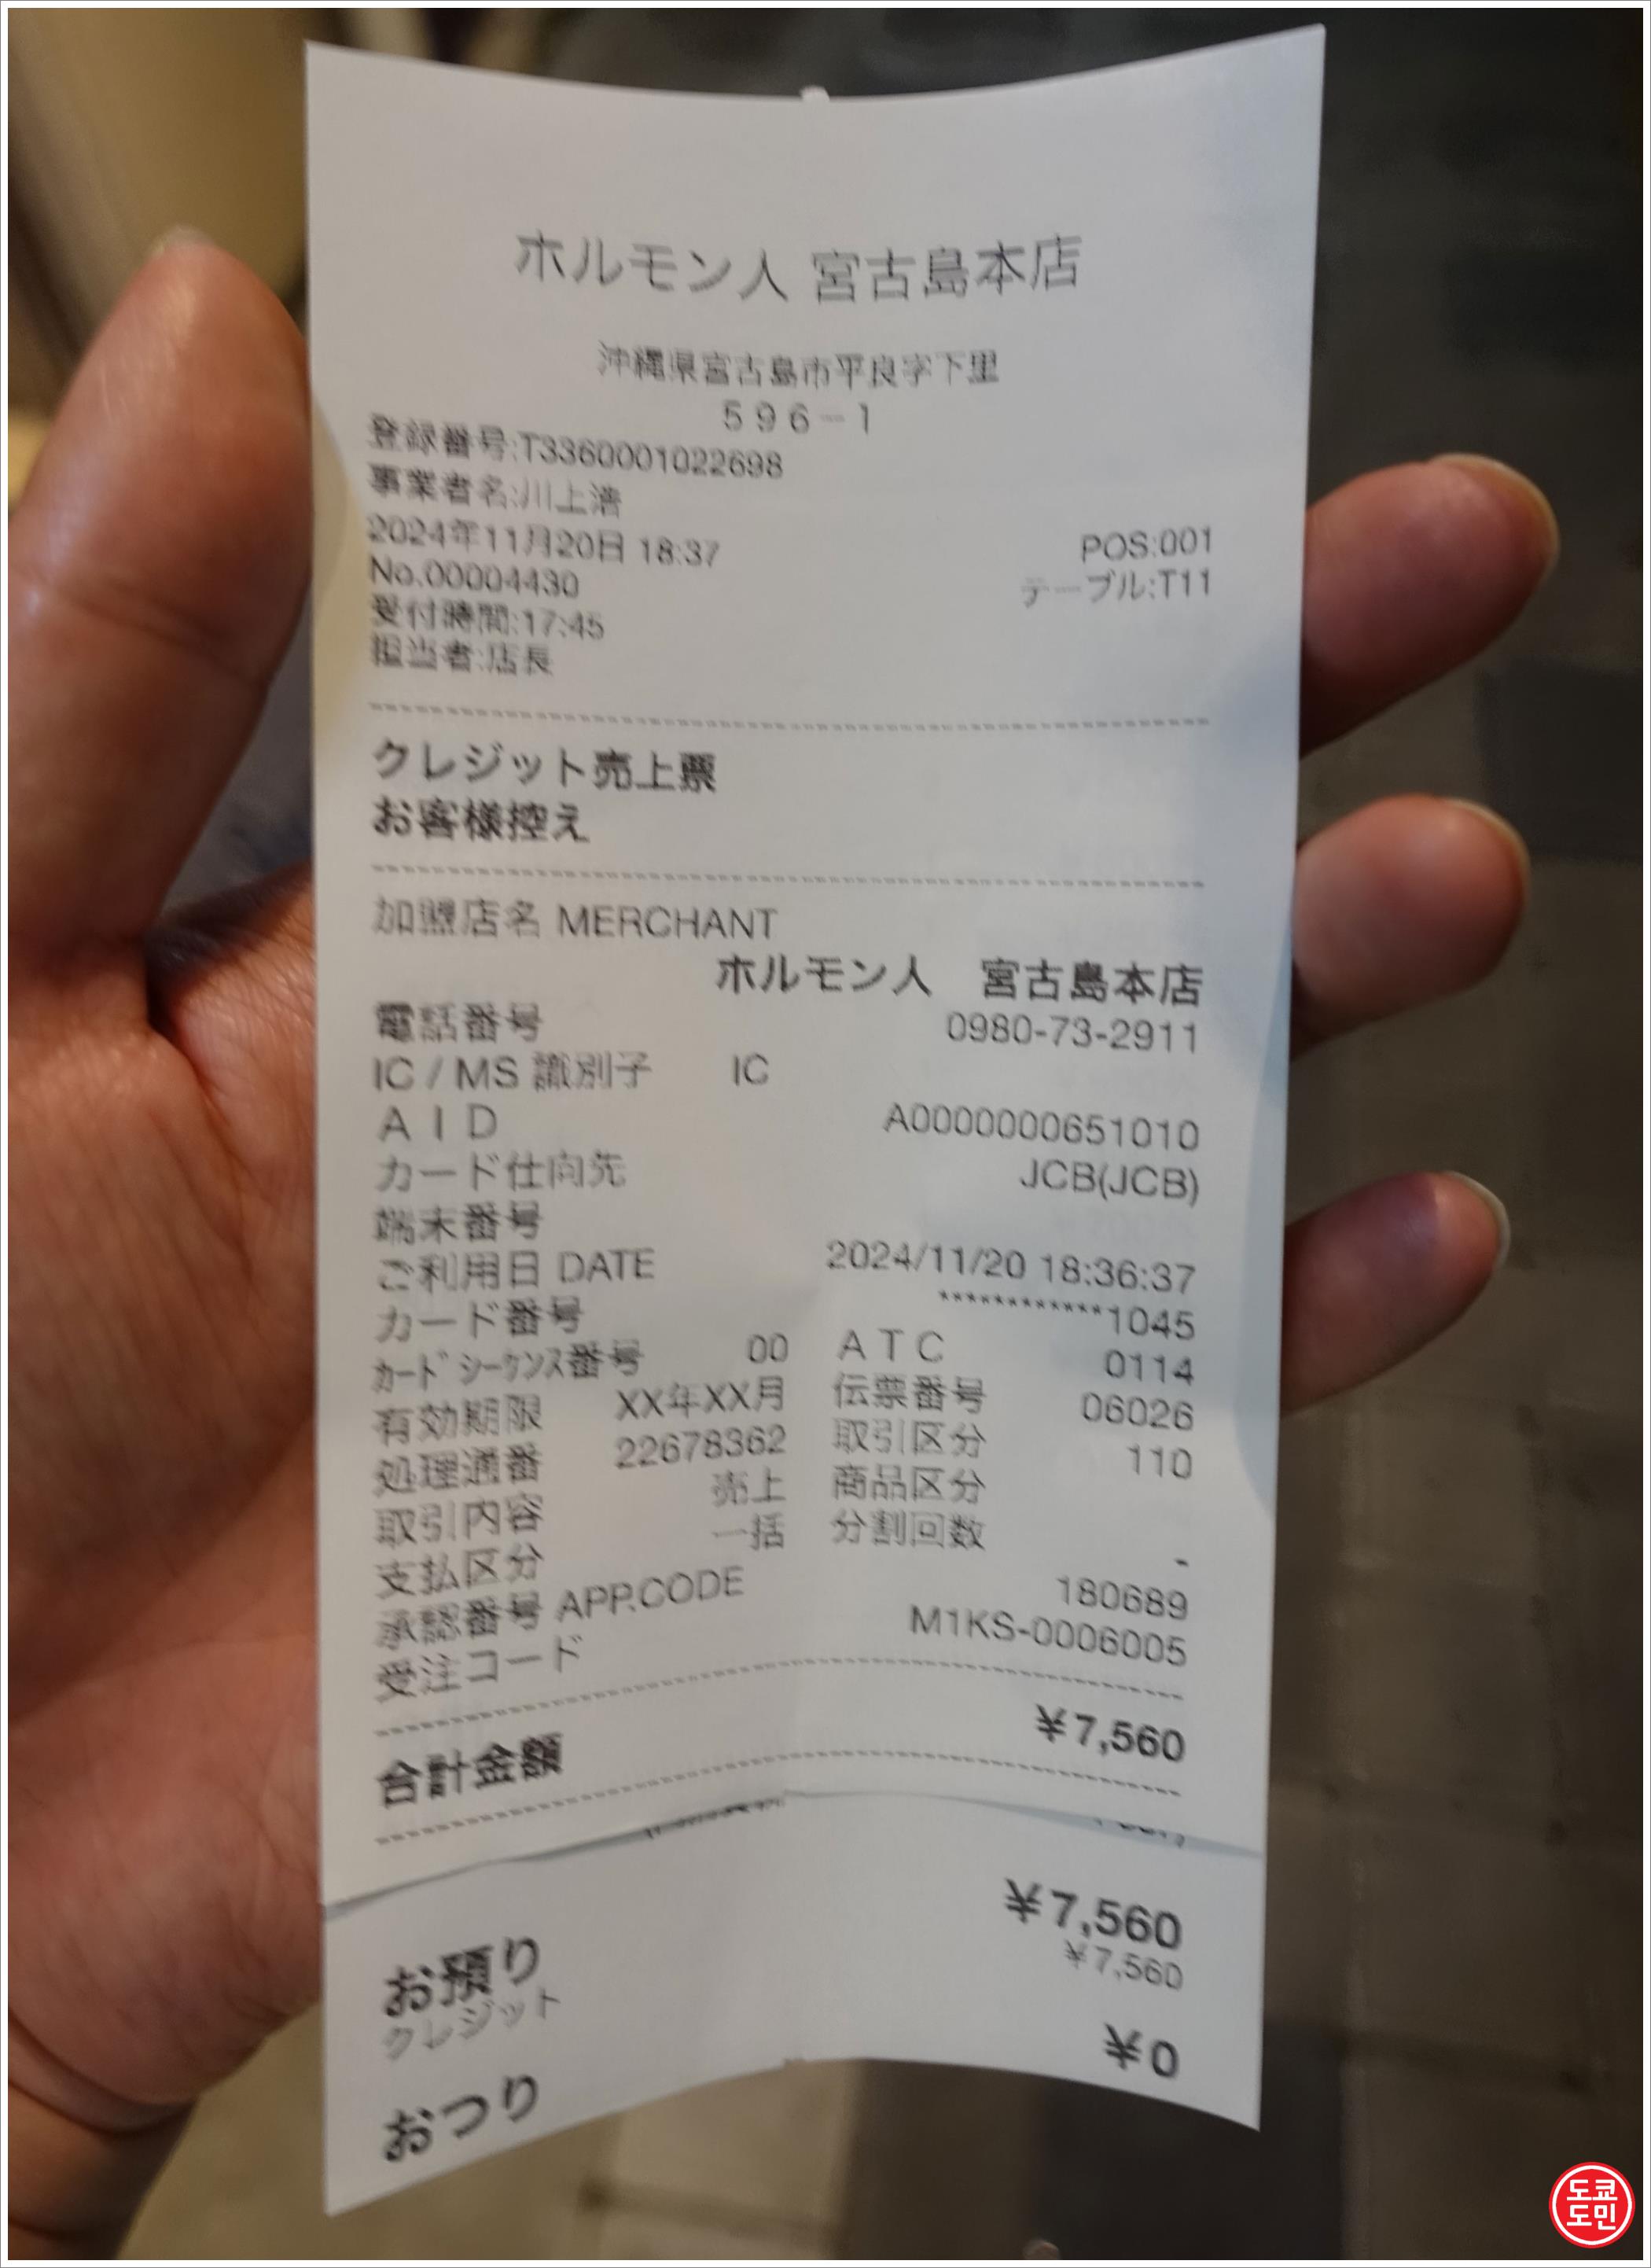 ホルモン人 宮古島本店
沖縄県宮古島市平良字下里
５９６－１
登録番号:T3360001022698
事業者名:川上浩
2024年11月20日 18:37 POS:001
No.00004430 テーブル:T11
受付時間:17:45
担当者:店長
クレジット売上票
お客様控え
加盟店名 MERCHANT
ホルモン人　宮古島本店
電話番号 0980-73-2911
IC / MS 識別子 IC
ＡＩＤ A0000000651010
カード仕向先 JCB(JCB)
端末番号
ご利用日 DATE 2024/11/20 18:36:37
カード番号 ************1045
ｶｰﾄﾞ ｼｰｹﾝｽ番号 00 ＡＴＣ 0114
有効期限 XX年XX月 伝票番号 06026
処理通番 22678362 取引区分 110
取引内容 売上 商品区分
支払区分 一括 分割回数 -
承認番号 APP.CODE 180689
受注コード M1KS-0006005
合計金額 ¥7,560
¥7,560
お預り ¥7,560
クレジット
おつり ¥0
도쿄
도민